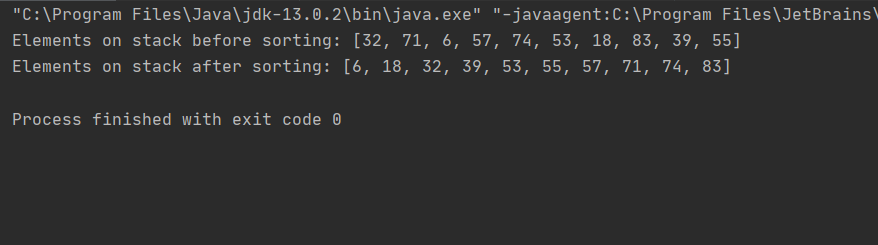 "C:\Program Files\Java\jdk-13.0.2\bin\java.exe" "-javaagent:C:\Program Files\JetBrains\
Elements on stack before sorting: [32, 71, 6, 57, 74, 53, 18, 83, 39, 55]
Elements on stack after sorting: [6, 18, 32, 39, 53, 55, 57, 71, 74, 83]
Process finished with exit code 0